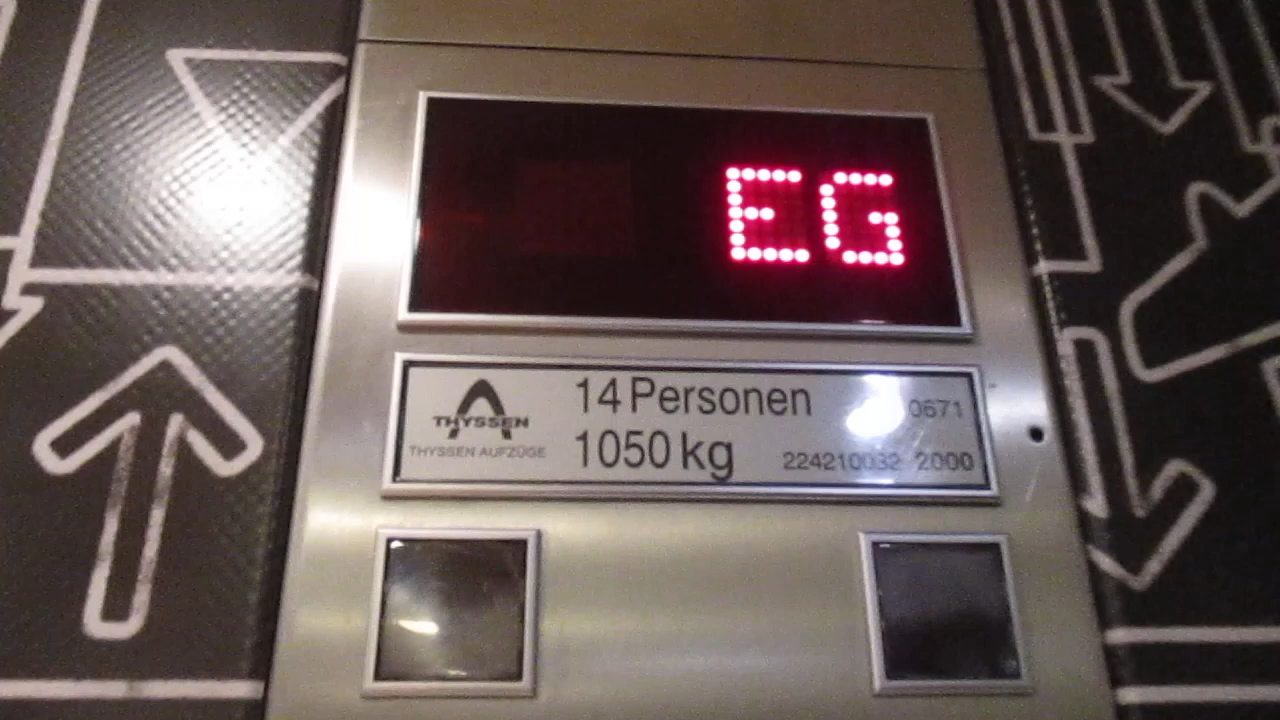 EG
THYSSEN
THYSSEN AUFZÜGE
14 Personen
1050 kg
0671
224210032 2000